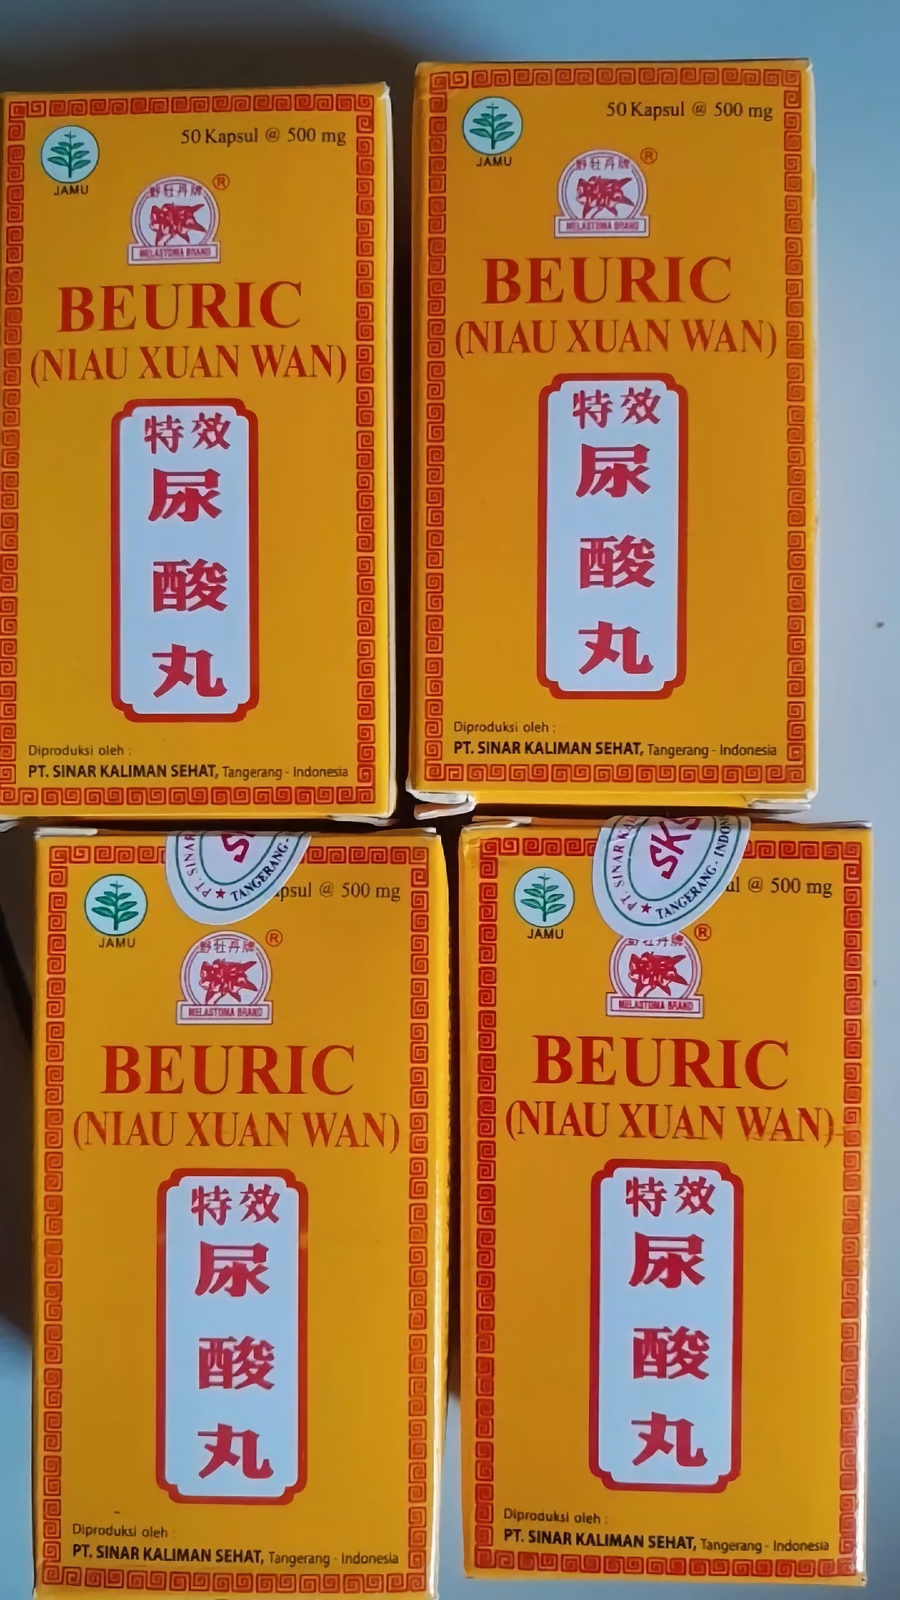 50 Kapsul @ 500 mg
JAMU
野牡丹牌
®
MELASTOMA BRAND
BEURIC
(NIAU XUAN WAN)
特效
尿
酸
丸
Diproduksi oleh :
PT. SINAR KALIMAN SEHAT, Tangerang - Indonesia
50 Kapsul @ 500 mg
JAMU
野牡丹牌
®
MELASTOMA BRAND
BEURIC
(NIAU XUAN WAN)
特效
尿
酸
丸
Diproduksi oleh :
PT. SINAR KALIMAN SEHAT, Tangerang - Indonesia
PT. SINAR
TANGERANG -
@ 500 mg
JAMU
野牡丹牌
®
MELASTOMA BRAND
BEURIC
(NIAU XUAN WAN)
特效
尿
酸
丸
Diproduksi oleh :
PT. SINAR KALIMAN SEHAT, Tangerang - Indonesia
SKS
PT. SINAR
TANGERANG -
@ 500 mg
JAMU
野牡丹牌
®
MELASTOMA BRAND
BEURIC
(NIAU XUAN WAN)
特效
尿
酸
丸
Diproduksi oleh :
PT. SINAR KALIMAN SEHAT, Tangerang - Indonesia